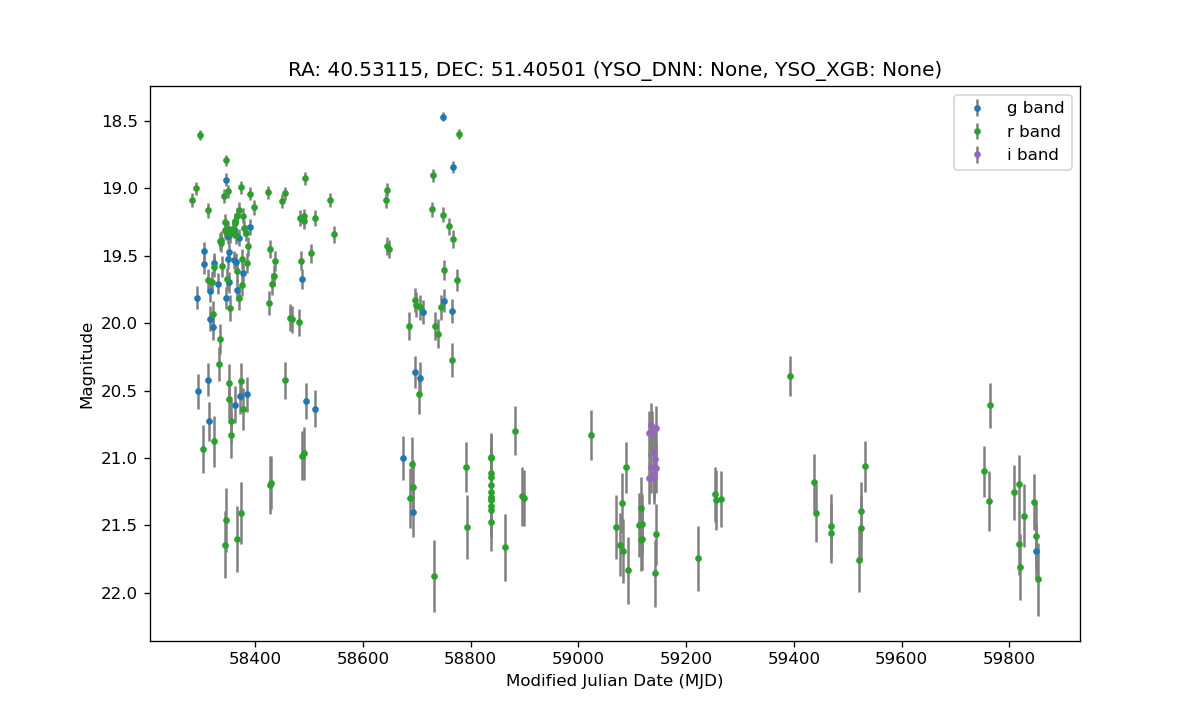 RA: 40.53115, DEC: 51.40501 (YSO_DNN: None, YSO_XGB: None)
g band
r band
i band
18.5
19.0
19.5
20.0
20.5
21.0
21.5
22.0
Magnitude
58400
58600
58800
59000
59200
59400
59600
59800
Modified Julian Date (MJD)